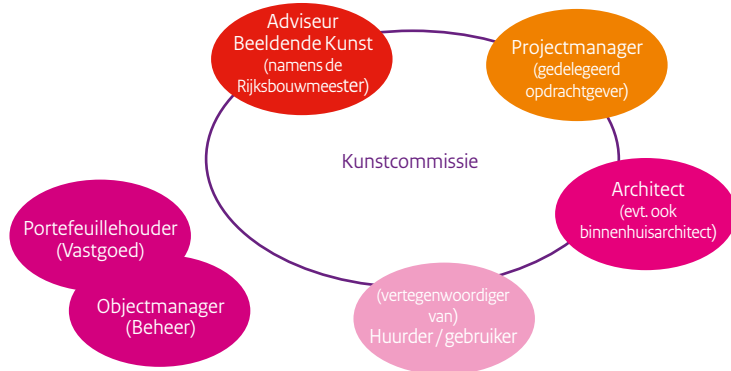 Adviseur
Beeldende Kunst
(namens de
Rijksbouwmeester)
Projectmanager
(gedelegeerd
opdrachtgever)
Kunstcommissie
Architect
(evt. ook
binnenhuisarchitect)
Portefeuillehouder
(Vastgoed)
Objectmanager
(Beheer)
(vertegenwoordiger
van)
Huurder / gebruiker